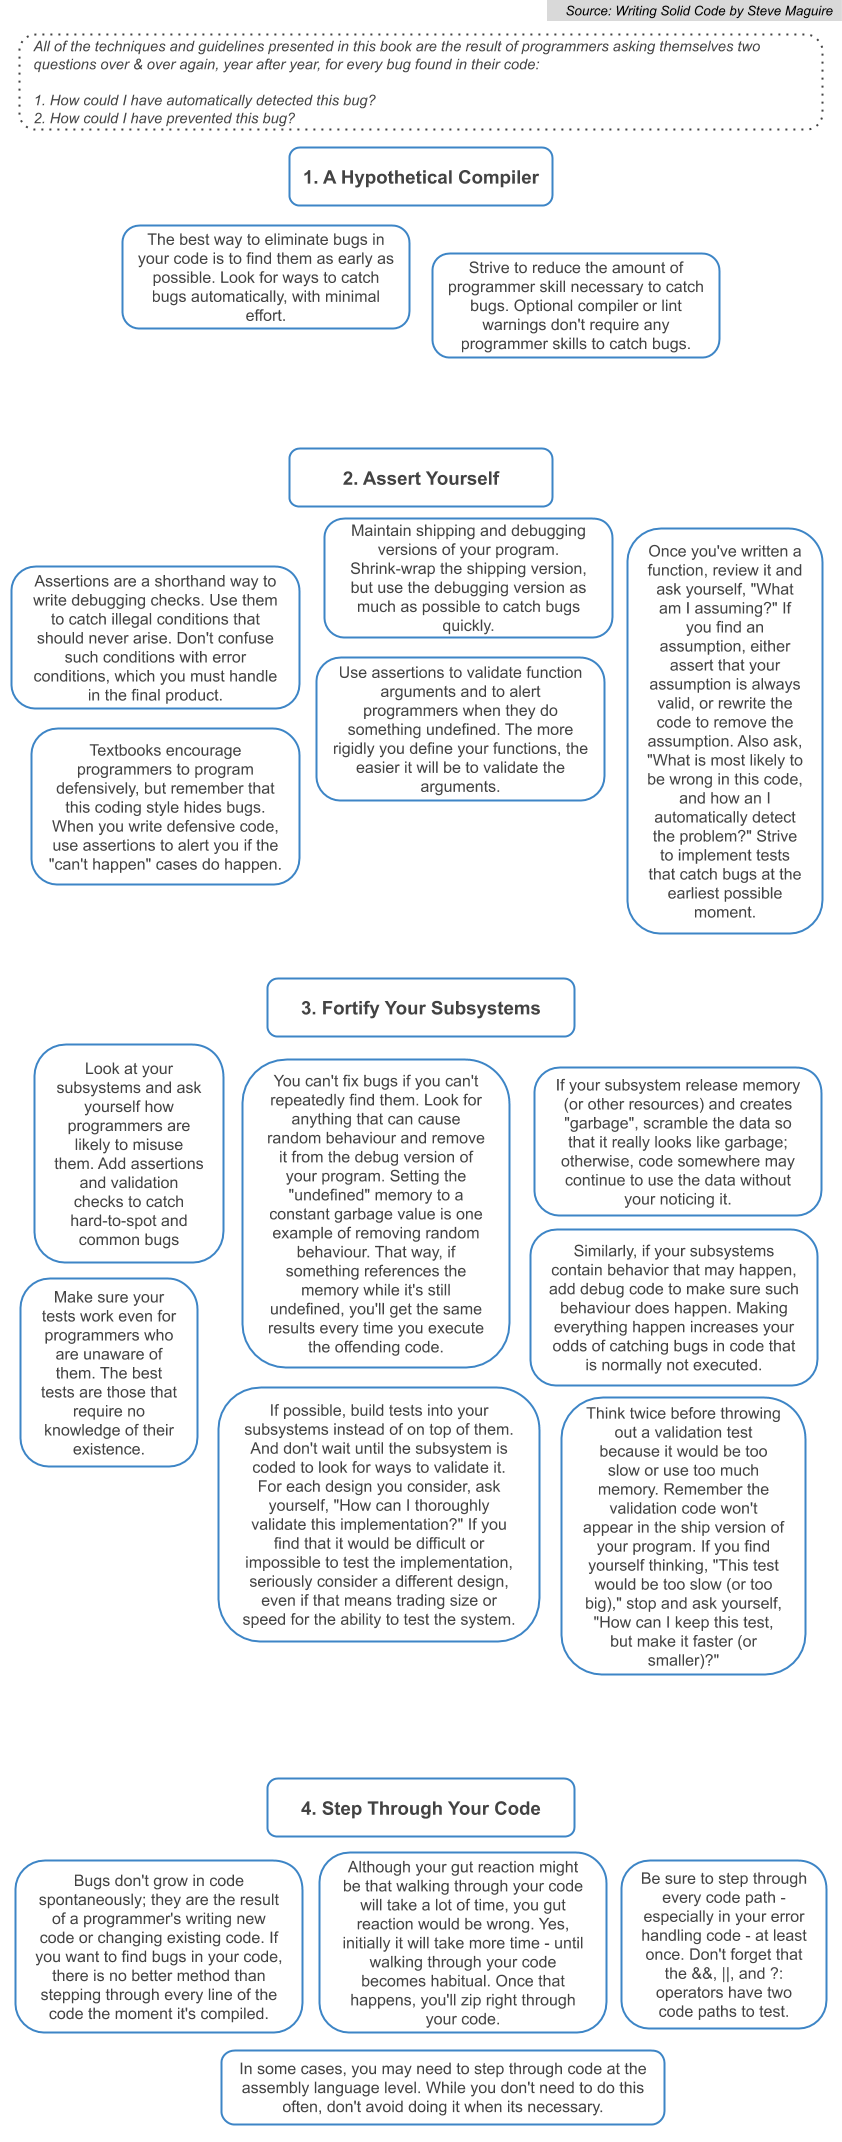 Source: Writing Solid Code by Steve Maguire
All of the techniques and guidelines presented in this book are the result of programmers asking themselves two
questions over & over again, year after year, for every bug found in their code:
1. How could I have automatically detected this bug?
2. How could I have prevented this bug?
1. A Hypothetical Compiler
The best way to eliminate bugs in
your code is to find them as early as
possible. Look for ways to catch
bugs automatically, with minimal
effort.
Strive to reduce the amount of
programmer skill necessary to catch
bugs. Optional compiler or lint
warnings don't require any
programmer skills to catch bugs.
2. Assert Yourself
Assertions are a shorthand way to
write debugging checks. Use them
to catch illegal conditions that
should never arise. Don't confuse
such conditions with error
conditions, which you must handle
in the final product.
Maintain shipping and debugging
versions of your program.
Shrink-wrap the shipping version,
but use the debugging version as
much as possible to catch bugs
quickly.
Once you've written a
function, review it and
ask yourself, "What
am I assuming?" If
you find an
assumption, either
assert that your
assumption is always
valid, or rewrite the
code to remove the
assumption. Also ask,
"What is most likely to
be wrong in this code,
and how an I
automatically detect
the problem?" Strive
to implement tests
that catch bugs at the
earliest possible
moment.
Use assertions to validate function
arguments and to alert
programmers when they do
something undefined. The more
rigidly you define your functions, the
easier it will be to validate the
arguments.
Textbooks encourage
programmers to program
defensively, but remember that
this coding style hides bugs.
When you write defensive code,
use assertions to alert you if the
"can't happen" cases do happen.
3. Fortify Your Subsystems
Look at your
subsystems and ask
yourself how
programmers are
likely to misuse
them. Add assertions
and validation
checks to catch
hard-to-spot and
common bugs
You can't fix bugs if you can't
repeatedly find them. Look for
anything that can cause
random behaviour and remove
it from the debug version of
your program. Setting the
"undefined" memory to a
constant garbage value is one
example of removing random
behaviour. That way, if
something references the
memory while it's still
undefined, you'll get the same
results every time you execute
the offending code.
If your subsystem release memory
(or other resources) and creates
"garbage", scramble the data so
that it really looks like garbage;
otherwise, code somewhere may
continue to use the data without
your noticing it.
Similarly, if your subsystems
contain behavior that may happen,
add debug code to make sure such
behaviour does happen. Making
everything happen increases your
odds of catching bugs in code that
is normally not executed.
Make sure your
tests work even for
programmers who
are unaware of
them. The best
tests are those that
require no
knowledge of their
existence.
If possible, build tests into your
subsystems instead of on top of them.
And don't wait until the subsystem is
coded to look for ways to validate it.
For each design you consider, ask
yourself, "How can I thoroughly
validate this implementation?" If you
find that it would be difficult or
impossible to test the implementation,
seriously consider a different design,
even if that means trading size or
speed for the ability to test the system.
Think twice before throwing
out a validation test
because it would be too
slow or use too much
memory. Remember the
validation code won't
appear in the ship version of
your program. If you find
yourself thinking, "This test
would be too slow (or too
big)," stop and ask yourself,
"How can I keep this test,
but make it faster (or
smaller)?"
4. Step Through Your Code
Bugs don't grow in code
spontaneously; they are the result
of a programmer's writing new
code or changing existing code. If
you want to find bugs in your code,
there is no better method than
stepping through every line of the
code the moment it's compiled.
Although your gut reaction might
be that walking through your code
will take a lot of time, you gut
reaction would be wrong. Yes,
initially it will take more time - until
walking through your code
becomes habitual. Once that
happens, you'll zip right through
your code.
Be sure to step through
every code path -
especially in your error
handling code - at least
once. Don't forget that
the &&, ||, and ?:
operators have two
code paths to test.
In some cases, you may need to step through code at the
assembly language level. While you don't need to do this
often, don't avoid doing it when its necessary.